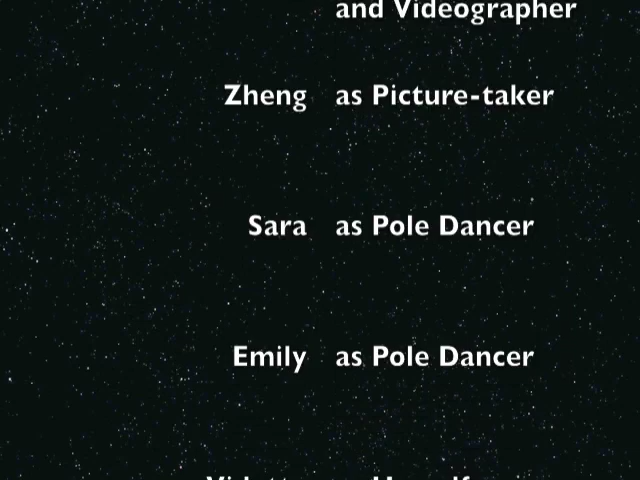 and Videographer
Zheng as Picture-taker
Sara as Pole Dancer
Emily as Pole Dancer